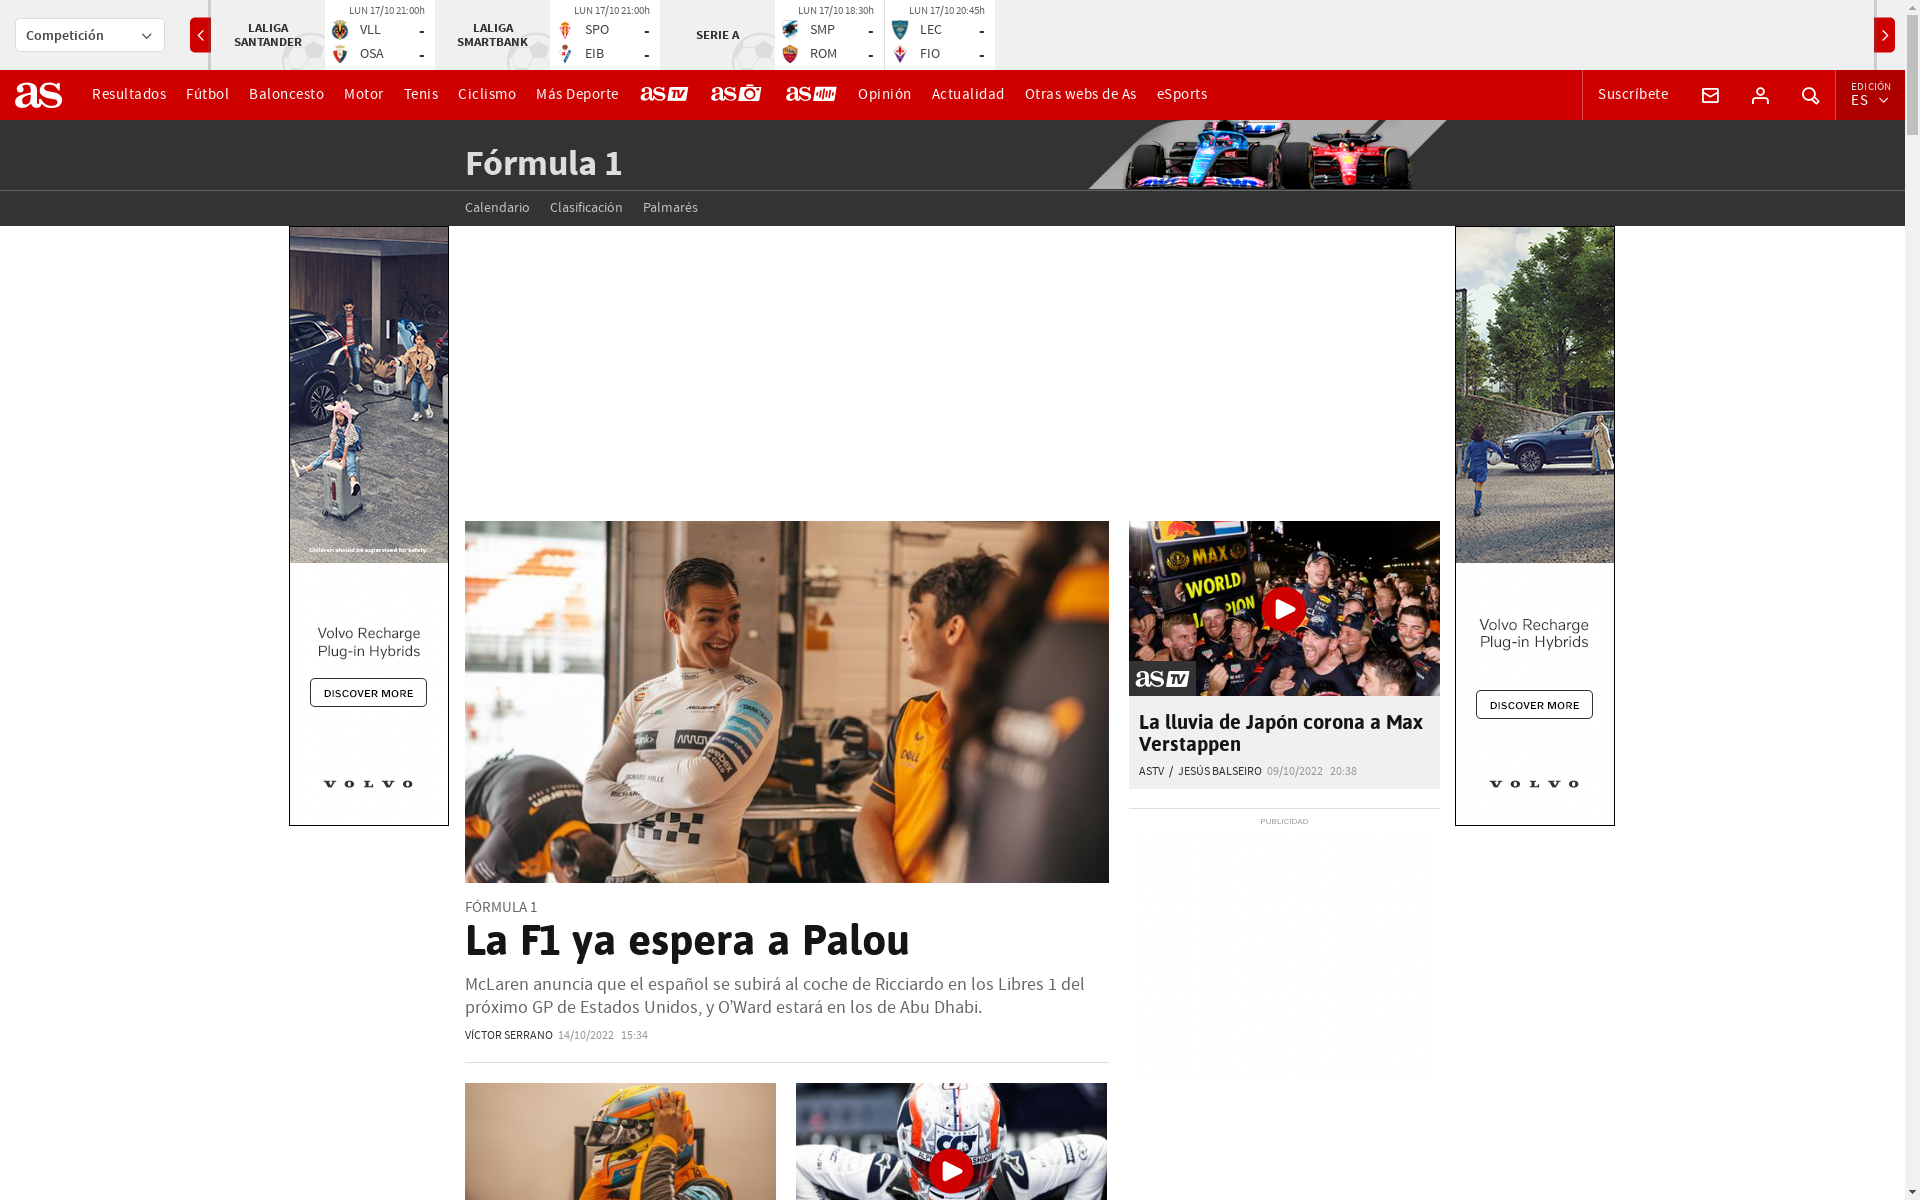 Competición
LALIGA
SANTANDER
LUN 17/10 21:00h
VLL -
OSA -
LALIGA
SMARTBANK
LUN 17/10 21:00h
SPO -
EIB -
SERIE A
LUN 17/10 18:30h
SMP -
ROM -
LUN 17/10 20:45h
LEC -
FIO -
as
Resultados
Fútbol
Baloncesto
Motor
Tenis
Ciclismo
Más Deporte
as TV
as
as
Opinión
Actualidad
Otras webs de As
eSports
Suscríbete
EDICIÓN
ES
Fórmula 1
Calendario
Clasificación
Palmarés
Children should be supervised for safety.
Volvo Recharge
Plug-in Hybrids
DISCOVER MORE
VOLVO
MAX
WORLD
as TV
La lluvia de Japón corona a Max
Verstappen
ASTV / JESÚS BALSEIRO 09/10/2022 20:38
PUBLICIDAD
Volvo Recharge
Plug-in Hybrids
DISCOVER MORE
VOLVO
FÓRMULA 1
La F1 ya espera a Palou
McLaren anuncia que el español se subirá al coche de Ricciardo en los Libres 1 del
próximo GP de Estados Unidos, y O'Ward estará en los de Abu Dhabi.
VÍCTOR SERRANO 14/10/2022 15:34